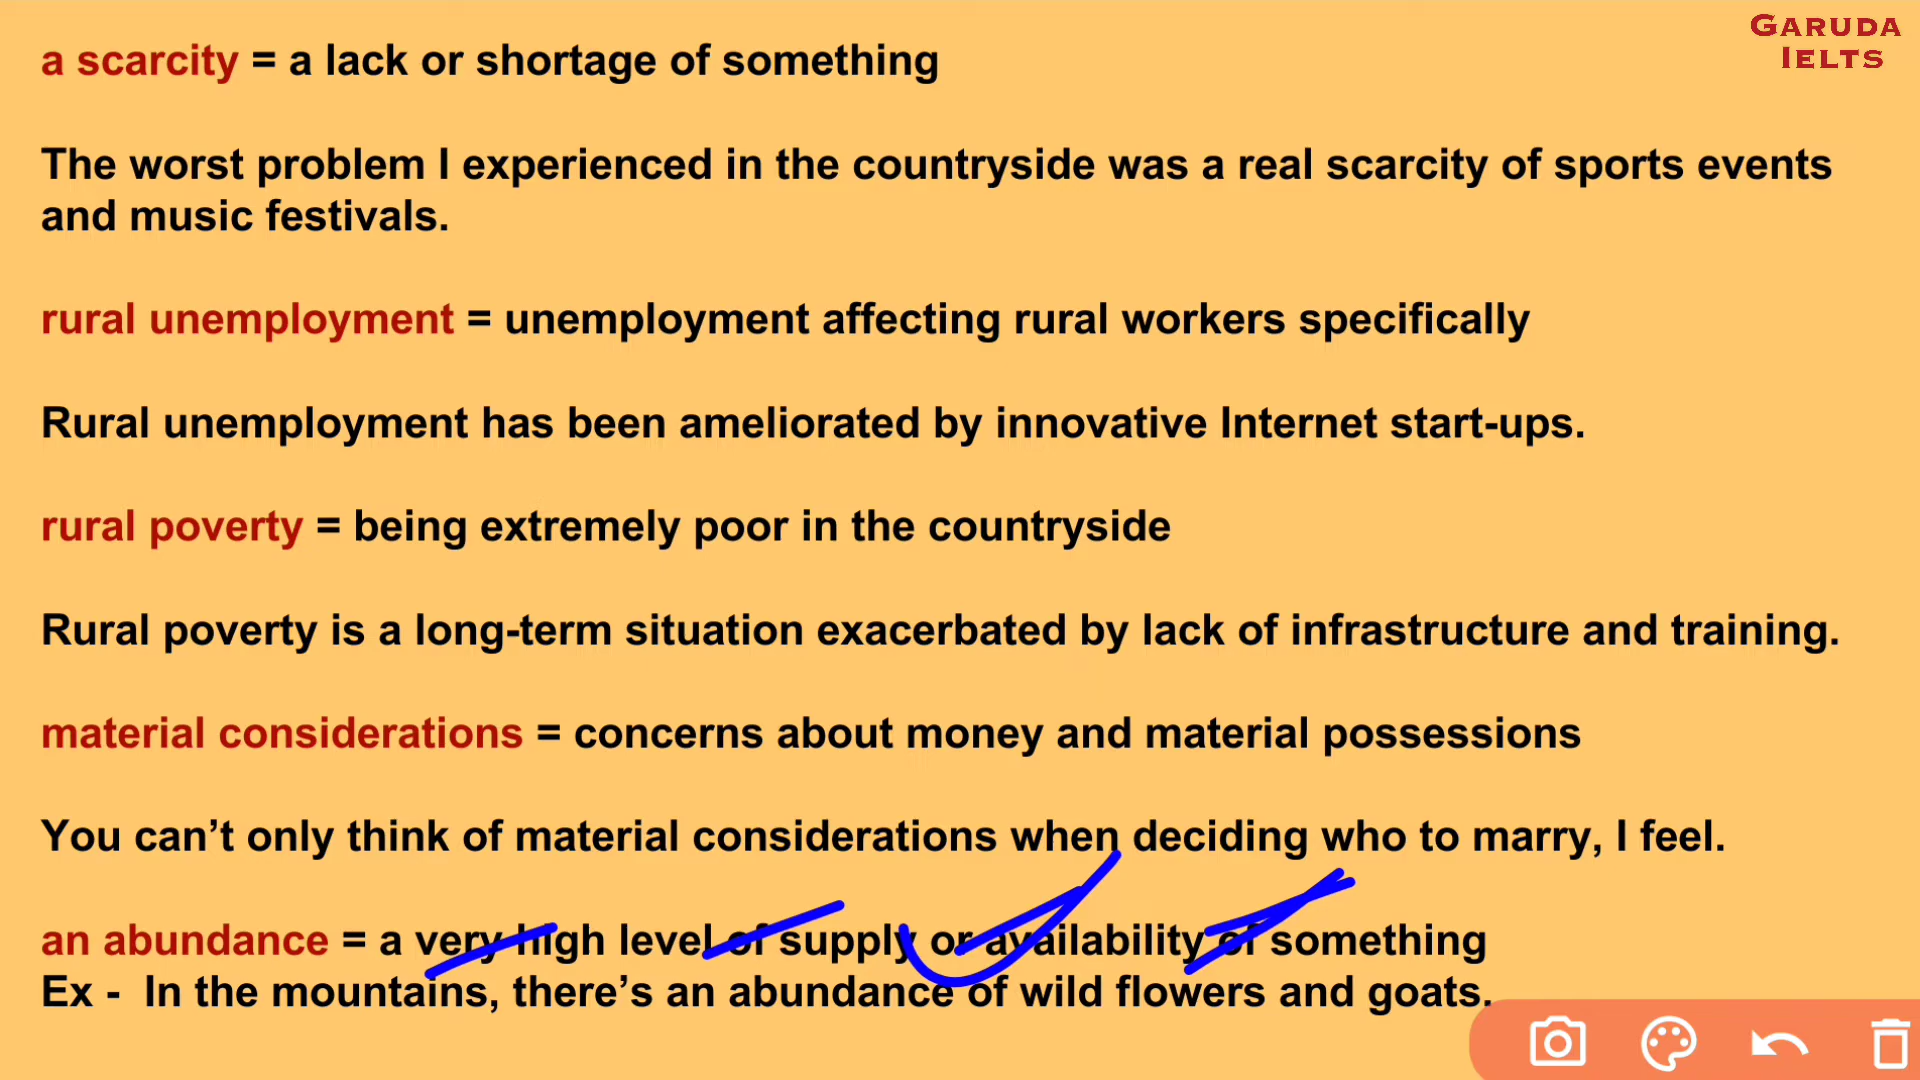 GARUDA
IELTS
a scarcity = a lack or shortage of something
The worst problem I experienced in the countryside was a real scarcity of sports events
and music festivals.
rural unemployment = unemployment affecting rural workers specifically
Rural unemployment has been ameliorated by innovative Internet start-ups.
rural poverty = being extremely poor in the countryside
Rural poverty is a long-term situation exacerbated by lack of infrastructure and training.
material considerations = concerns about money and material possessions
You can’t only think of material considerations when deciding who to marry, I feel.
an abundance = a very high level of supply or availability of something
Ex - In the mountains, there’s an abundance of wild flowers and goats.